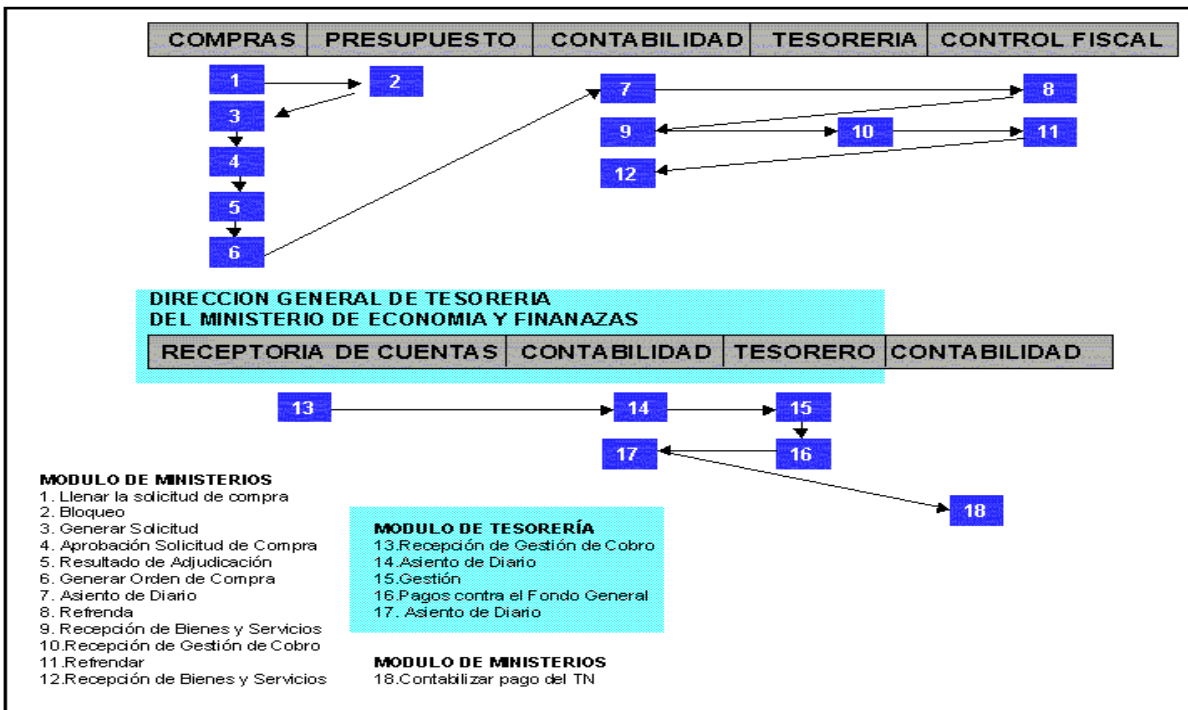 COMPRAS PRESUPUESTO CONTABILIDAD TESORERIA CONTROL FISCAL
1 2 7 8
3 9 10 11
4 12
5
6
DIRECCION GENERAL DE TESORERIA
DEL MINISTERIO DE ECONOMIA Y FINANAZAS
RECEPTORIA DE CUENTAS CONTABILIDAD TESORERO CONTABILIDAD
13 14 15
17 16
18
MODULO DE MINISTERIOS
1. Llenar la solicitud de compra
2. Bloqueo
3. Generar Solicitud
4. Aprobación Solicitud de Compra
5. Resultado de Adjudicación
6. Generar Orden de Compra
7. Asiento de Diario
8. Refrenda
9. Recepción de Bienes y Servicios
10.Recepción de Gestión de Cobro
11.Refrendar
12.Recepción de Bienes y Servicios
MODULO DE TESORERÍA
13.Recepción de Gestión de Cobro
14.Asiento de Diario
15.Gestión
16.Pagos contra el Fondo General
17. Asiento de Diario
MODULO DE MINISTERIOS
18.Contabilizar pago del TN